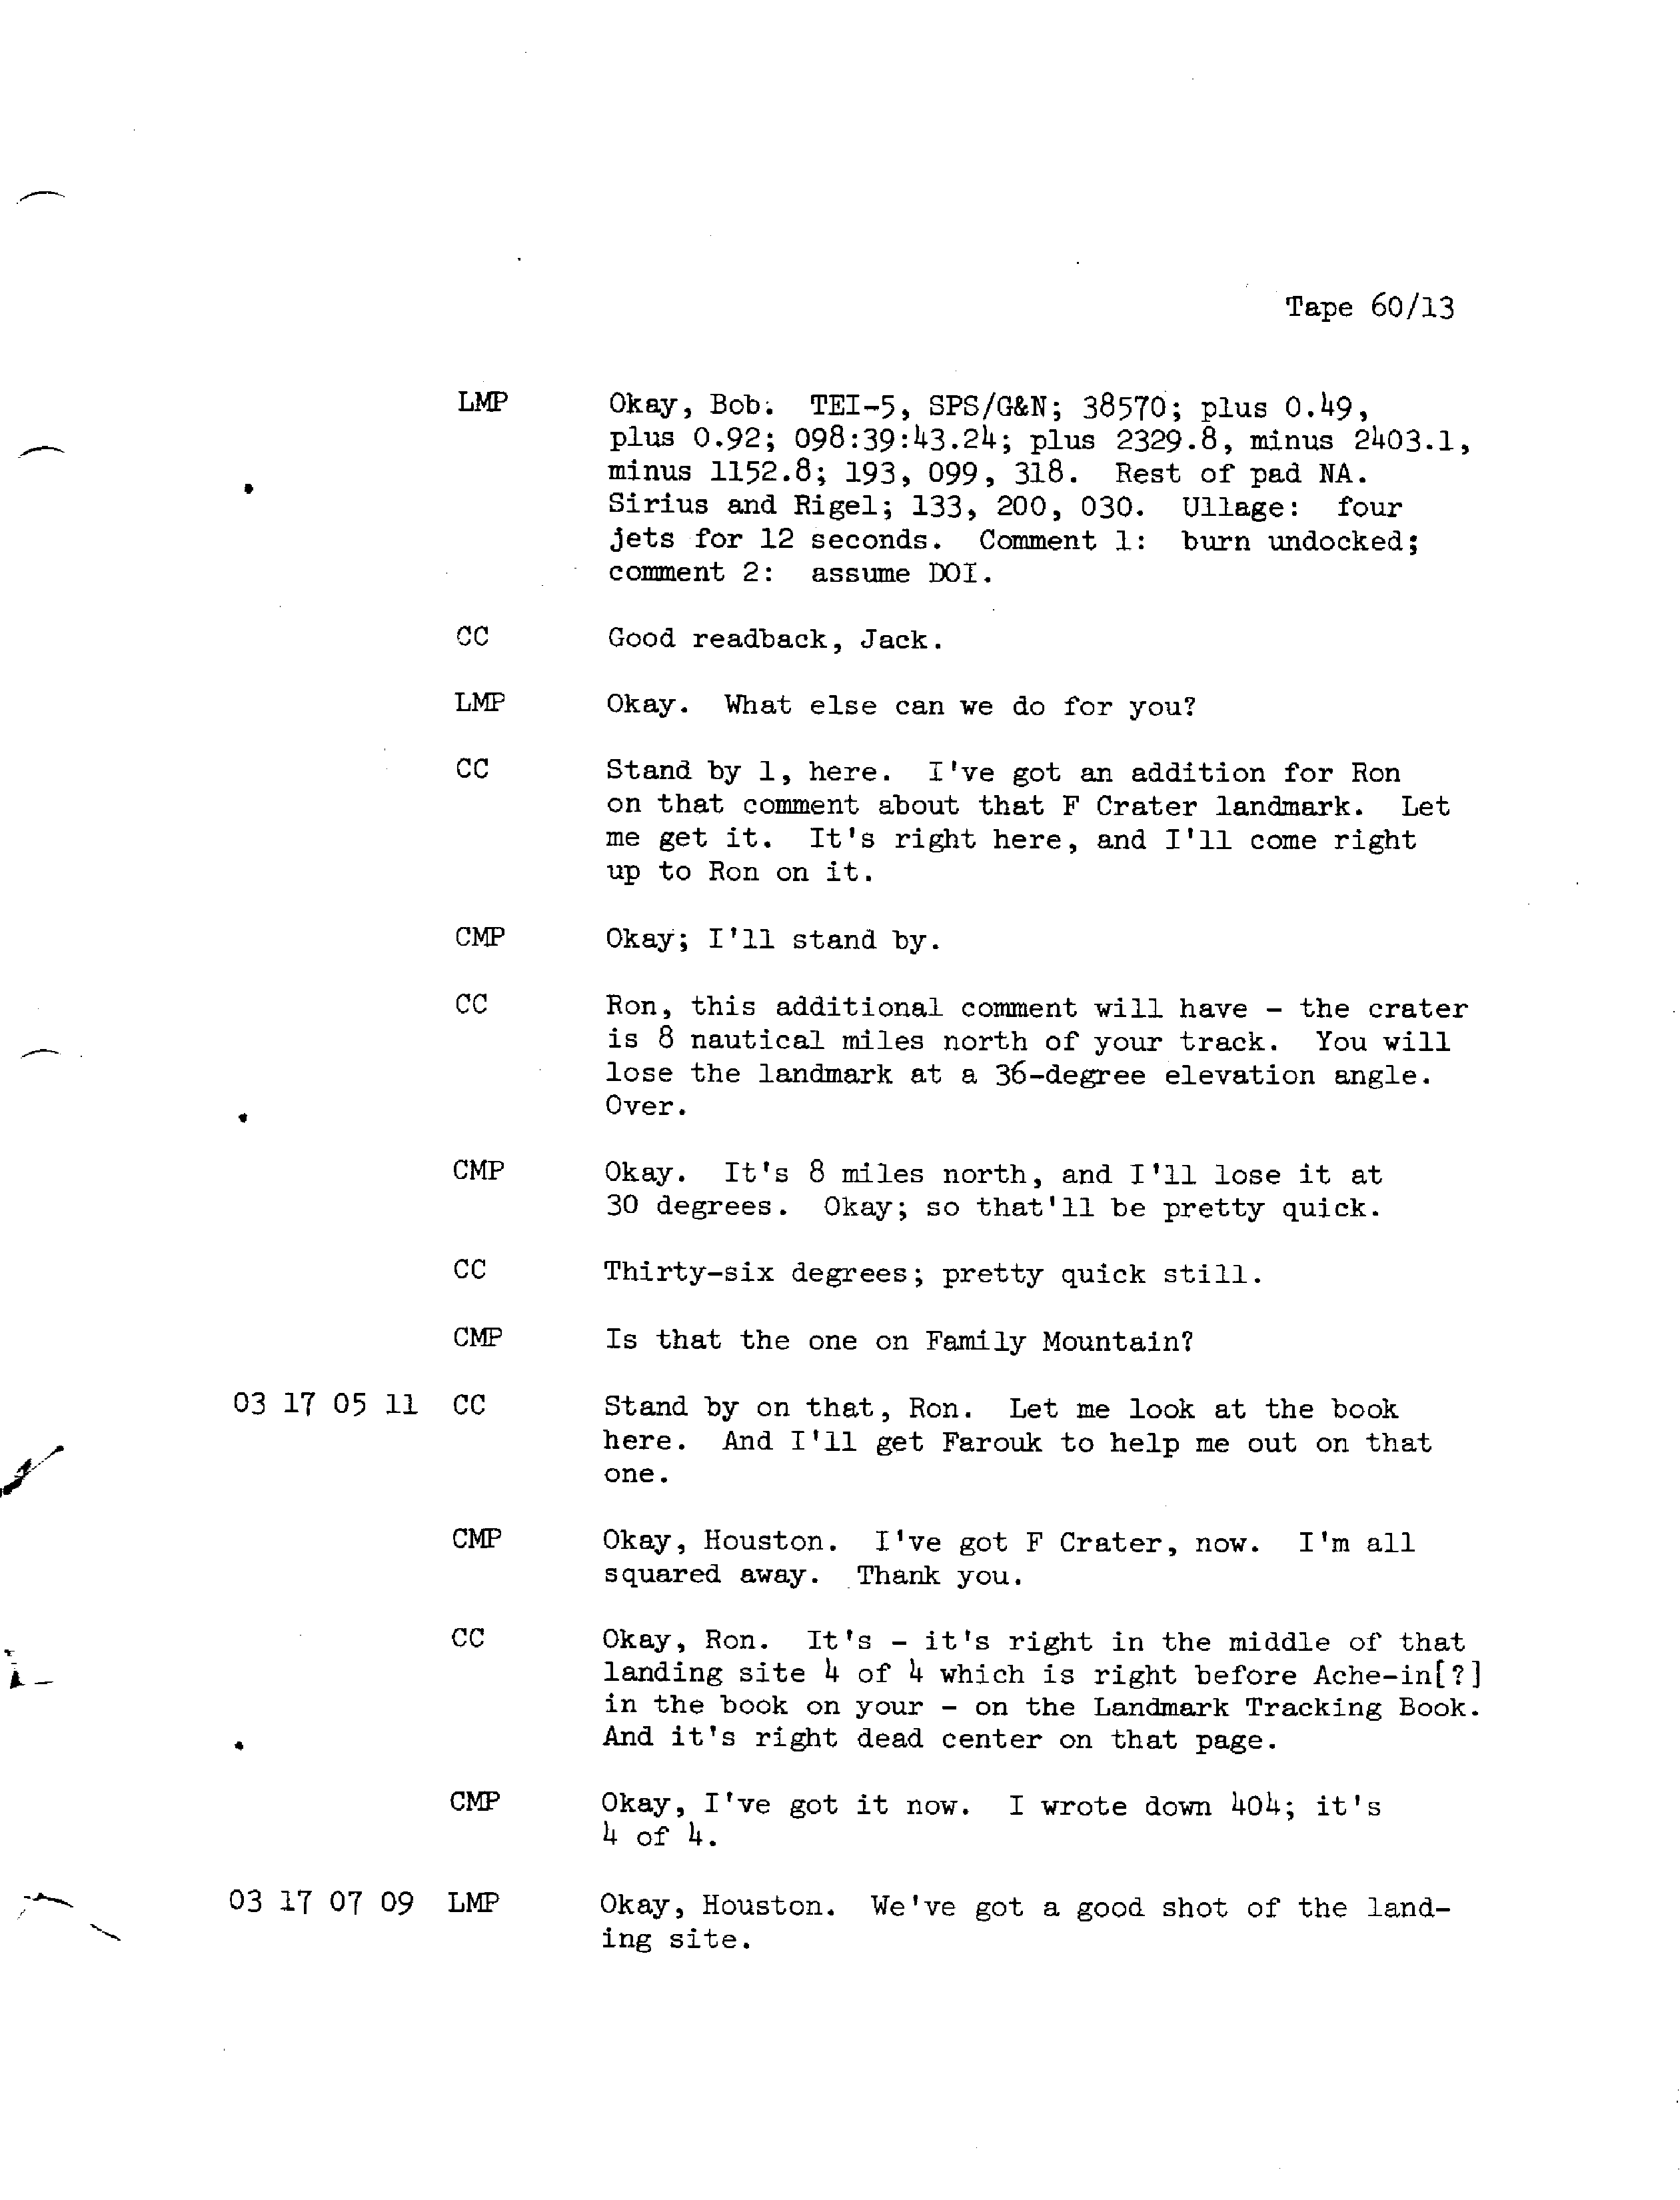 Tape 60/13
LMP Okay, Bob. TEI-5, SPS/G&N; 38570; plus 0.49,
plus 0.92; 098:39:43.24; plus 2329.8, minus 2403.1,
minus 1152.8; 193, 099, 318. Rest of pad NA.
Sirius and Rigel; 133, 200, 030. Ullage: four
jets for 12 seconds. Comment 1: burn undocked;
comment 2: assume DOI.
CC Good readback, Jack.
LMP Okay. What else can we do for you?
CC Stand by 1, here. I've got an addition for Ron
on that comment about that F Crater landmark. Let
me get it. It's right here, and I'll come right
up to Ron on it.
CMP Okay; I'll stand by.
CC Ron, this additional comment will have - the crater
is 8 nautical miles north of your track. You will
lose the landmark at a 36-degree elevation angle.
Over.
CMP Okay. It's 8 miles north, and I'll lose it at
30 degrees. Okay; so that'll be pretty quick.
CC Thirty-six degrees; pretty quick still.
CMP Is that the one on Family Mountain?
03 17 05 11 CC Stand by on that, Ron. Let me look at the book
here. And I'll get Farouk to help me out on that
one.
CMP Okay, Houston. I've got F Crater, now. I'm all
squared away. Thank you.
CC Okay, Ron. It's - it's right in the middle of that
landing site 4 of 4 which is right before Ache-in[?]
in the book on your - on the Landmark Tracking Book.
And it's right dead center on that page.
CMP Okay, I've got it now. I wrote down 404; it's
4 of 4.
03 17 07 09 LMP Okay, Houston. We've got a good shot of the land-
ing site.